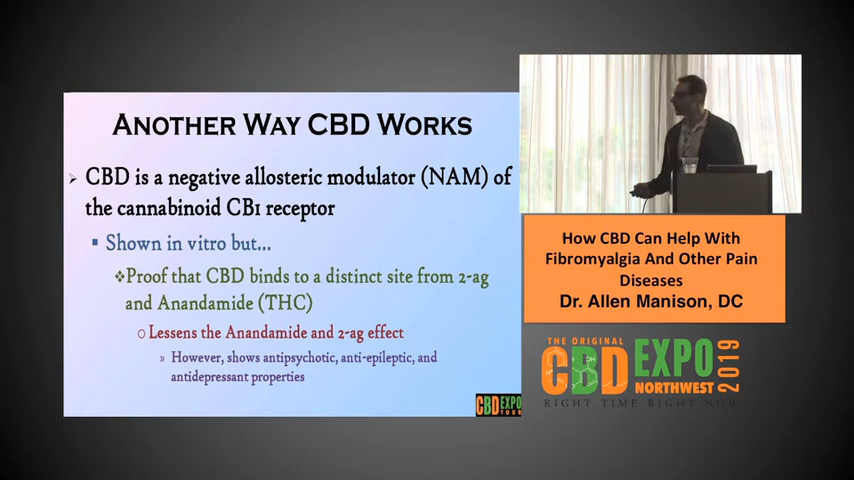 ANOTHER WAY CBD WORKS
CBD is a negative allosteric modulator (NAM) of
the cannabinoid CB1 receptor
Shown in vitro but...
Proof that CBD binds to a distinct site from 2-ag
and Anandamide (THC)
Lessens the Anandamide and 2-ag effect
However, shows antipsychotic, anti-epileptic, and
antidepressant properties
CBD EXPO
TOUR
How CBD Can Help With
Fibromyalgia And Other Pain
Diseases
Dr. Allen Manison, DC
THE ORIGINAL
CBD EXPO
NORTHWEST
2019
RIGHT TIME RIGHT NOW